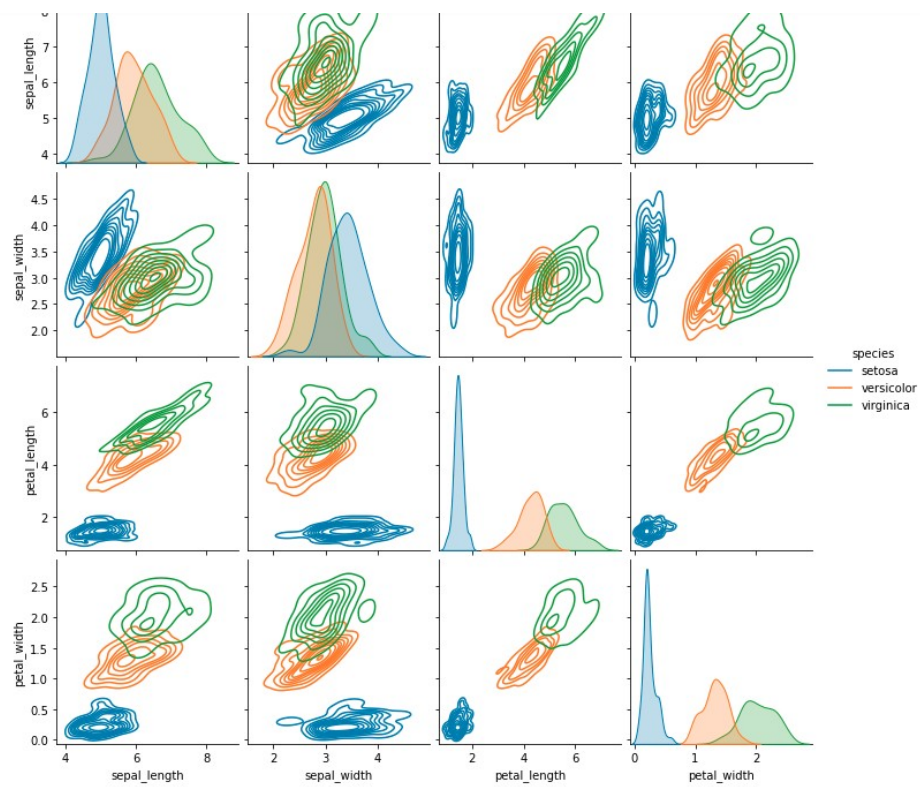 8
7
6
5
4
sepal_length
4.5
4.0
3.5
3.0
2.5
2.0
sepal_width
6
4
2
petal_length
2.5
2.0
1.5
1.0
0.5
0.0
petal_width
4 6 8
sepal_length
2 3 4
sepal_width
2 4 6
petal_length
0 1 2
petal_width
species
setosa
versicolor
virginica